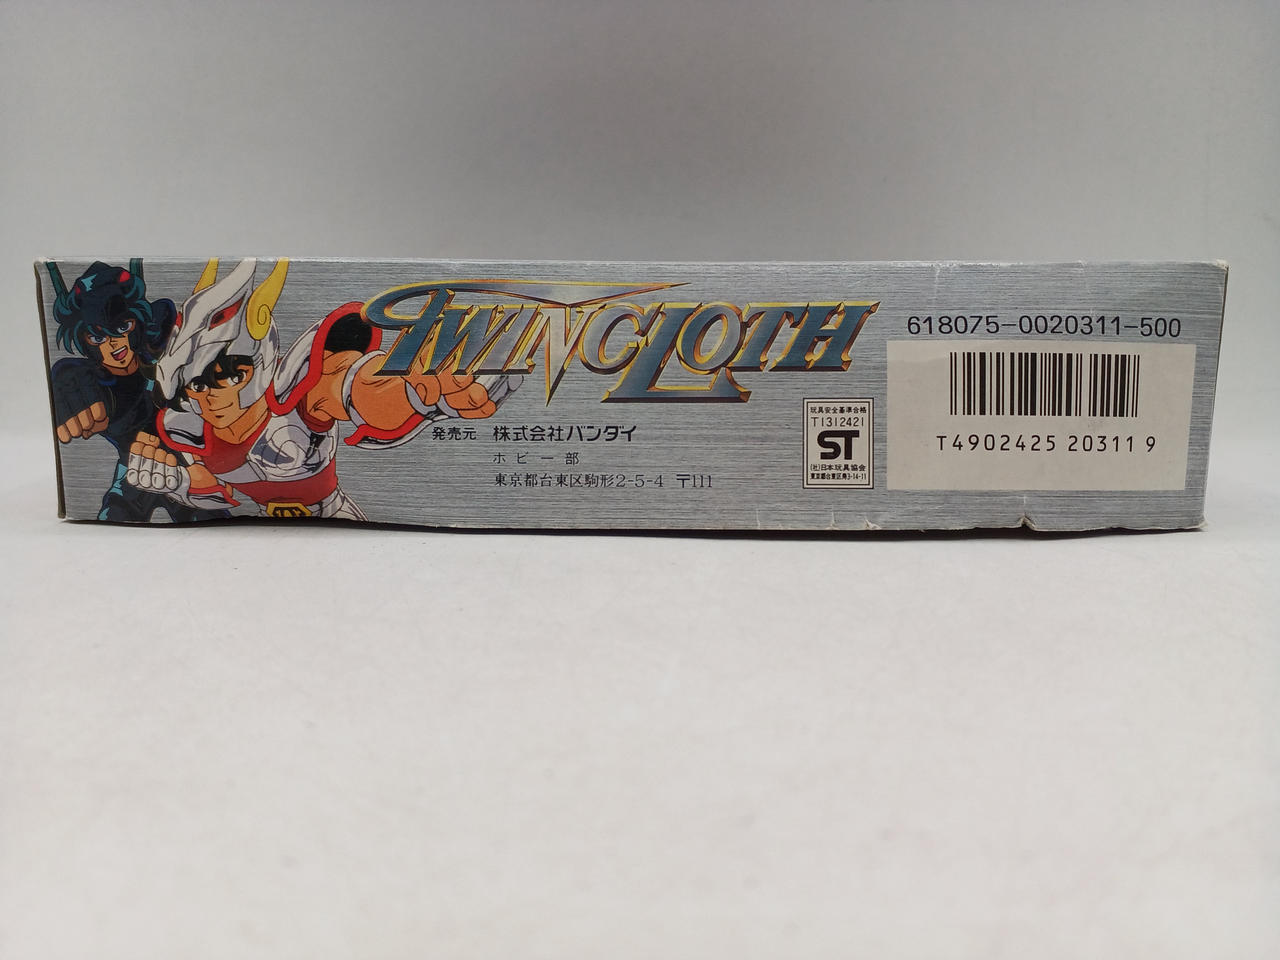 TWINCLOTH
発売元 株式会社バンダイ
ホビー部
東京都台東区駒形2-5-4 〒111
玩具安全基準合格
T1312421
ST
(社)日本玩具協会
618075-0020311-500
T4902425 20311 9